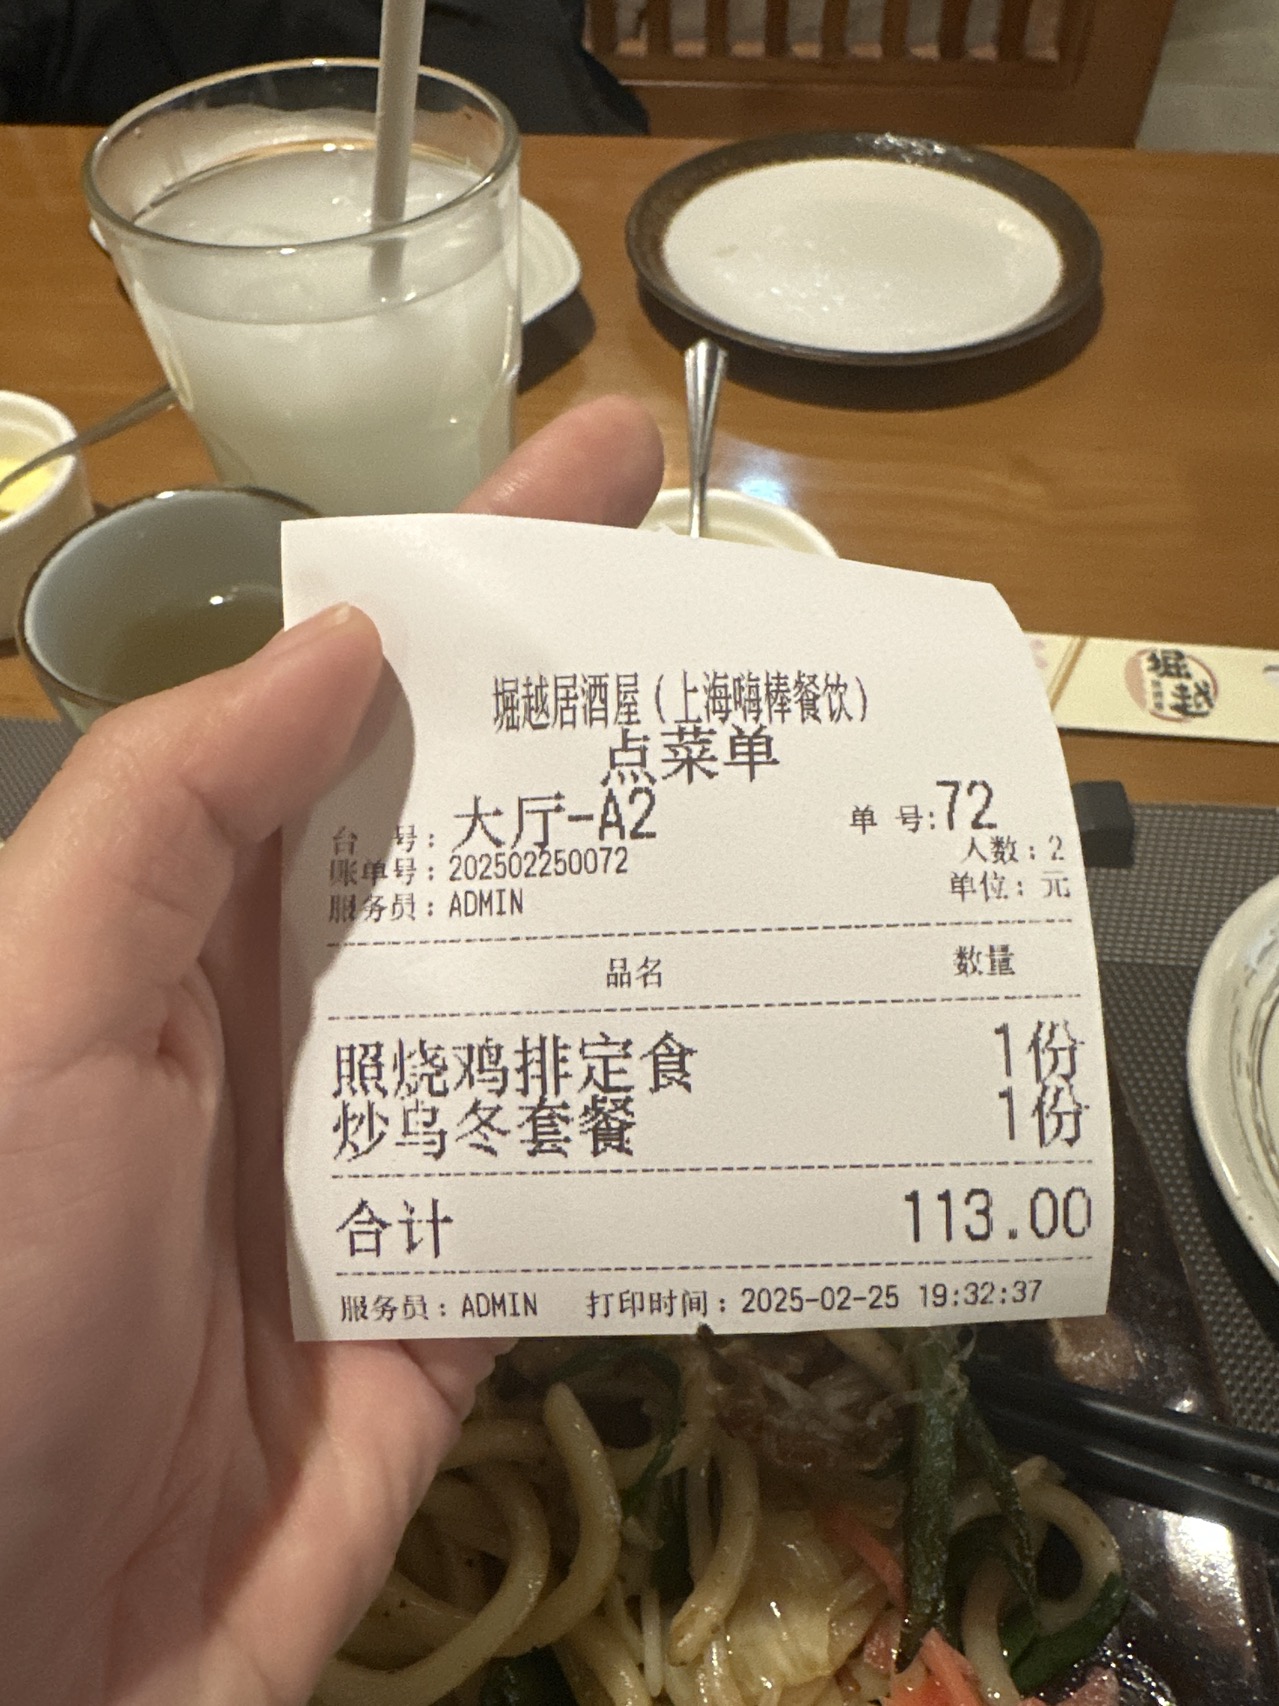 堀越居酒屋（上海嗨棒餐饮）
点菜单
台 号：大厅-A2 单 号:72
人数：2
账单号：202502250072
单位：元
服务员：ADMIN
品名 数量
照烧鸡排定食 1份
炒乌冬套餐 1份
合计 113.00
服务员：ADMIN 打印时间：2025-02-25 19:32:37
堀越